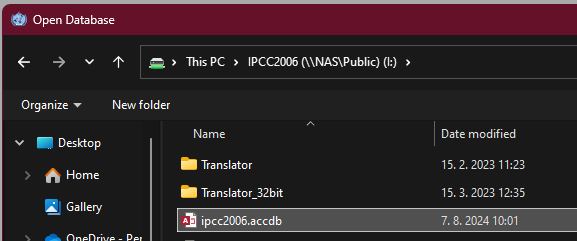 Open Database
This PC > IPCC2006 (\\NAS\Public) (I:) >
Organize New folder
Name Date modified
Desktop
Home
Gallery
OneDrive - Per
Translator 15. 2. 2023 11:23
Translator_32bit 15. 3. 2023 12:35
ipcc2006.accdb 7. 8. 2024 10:01